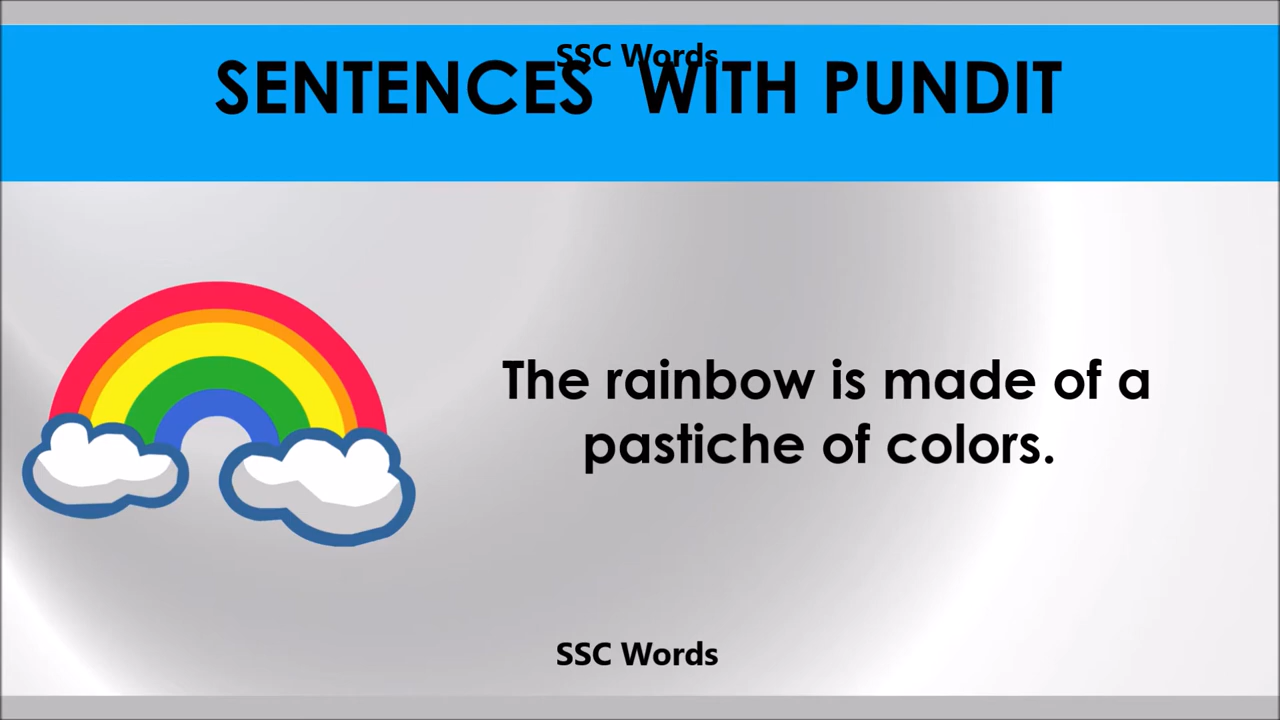 SSC Words
SENTENCES WITH PUNDIT
The rainbow is made of a
pastiche of colors.
SSC Words